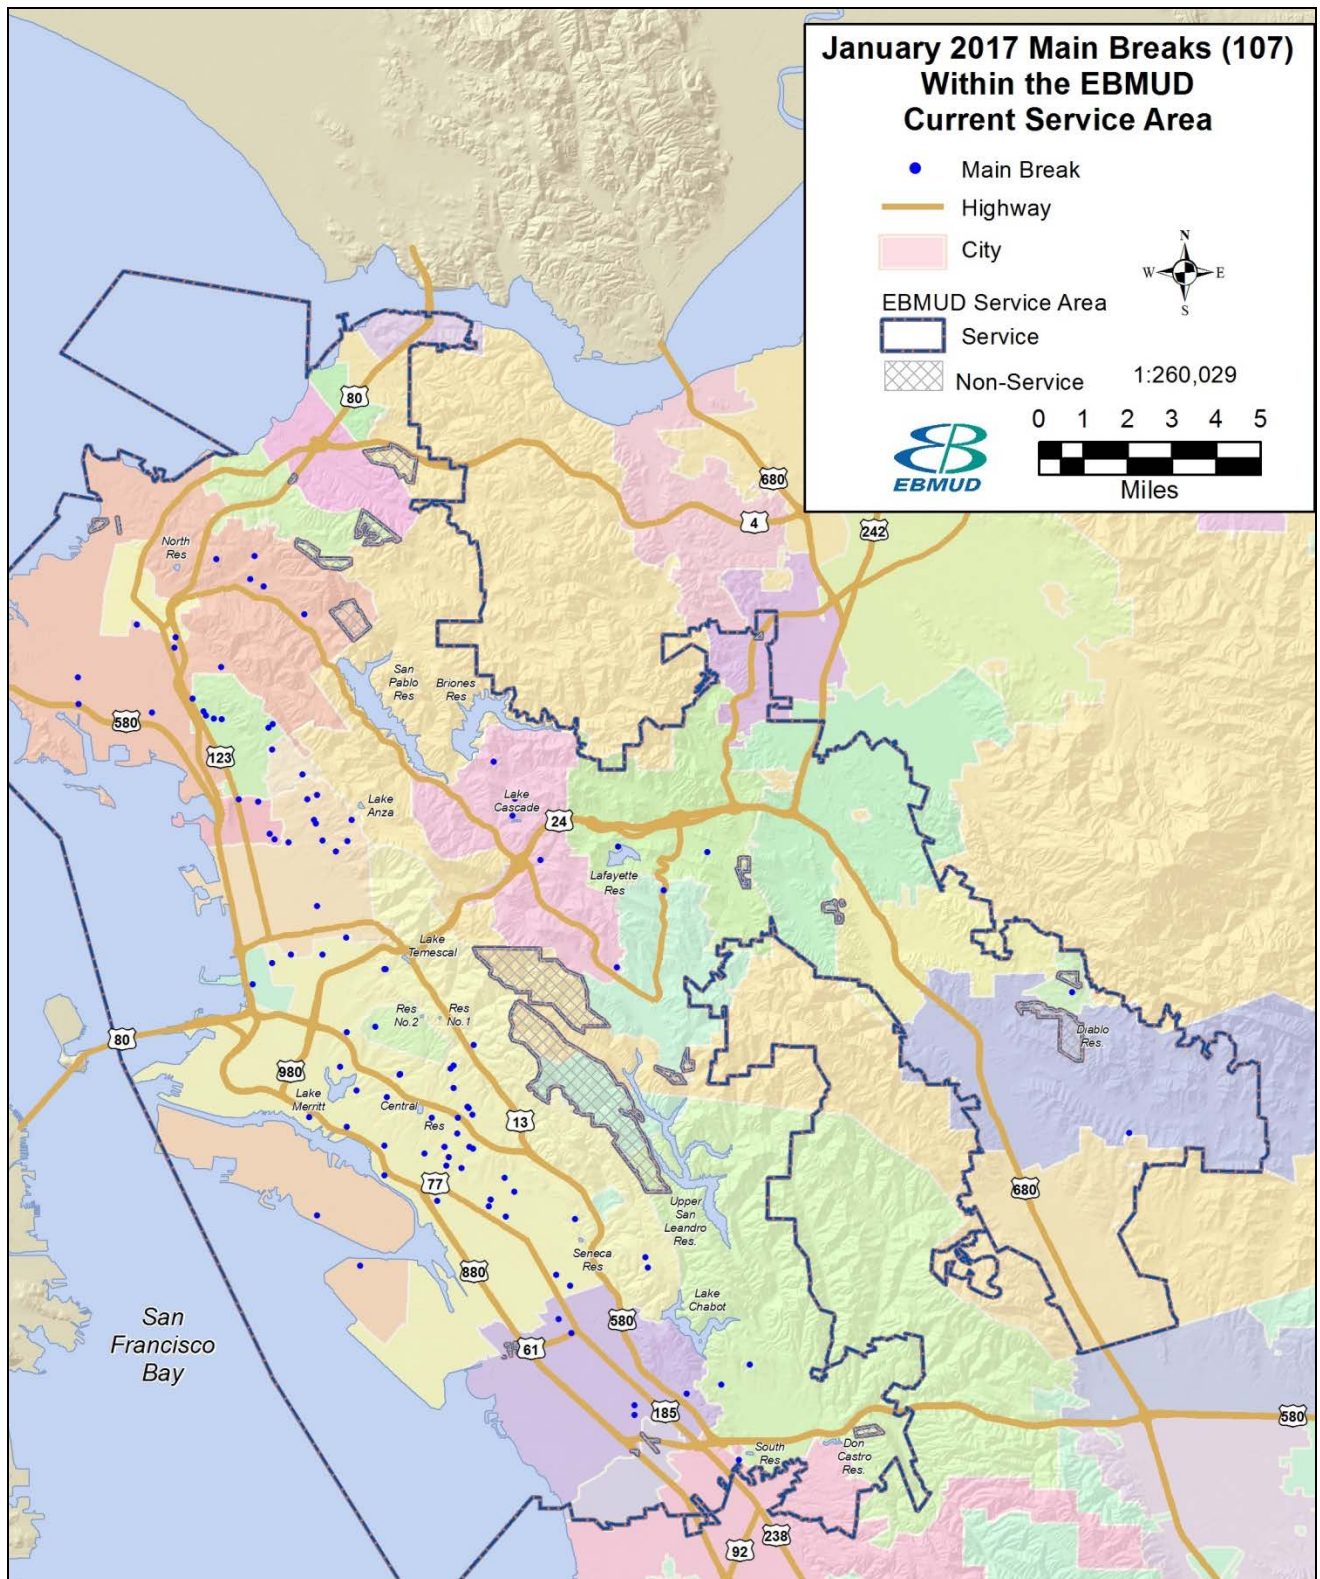 January 2017 Main Breaks (107)
Within the EBMUD
Current Service Area
Main Break
Highway
City
N
W
E
S
EBMUD Service Area
Service
Non-Service
1:260,029
0 1 2 3 4 5
Miles
EBMUD
80
680
4
242
North
Res
San
Pablo
Res
Briones
Res
580
123
Lake
Anza
Lake
Cascade
24
Lafayette
Res
Lake
Temescal
Res
No.2
Res
No.1
80
980
Lake
Merritt
Central
Res
13
Diablo
Res.
77
680
Upper
San
Leandro
Res.
Seneca
Res
880
Lake
Chabot
San
Francisco
Bay
580
61
185
580
South
Res
Don
Castro
Res.
238
92